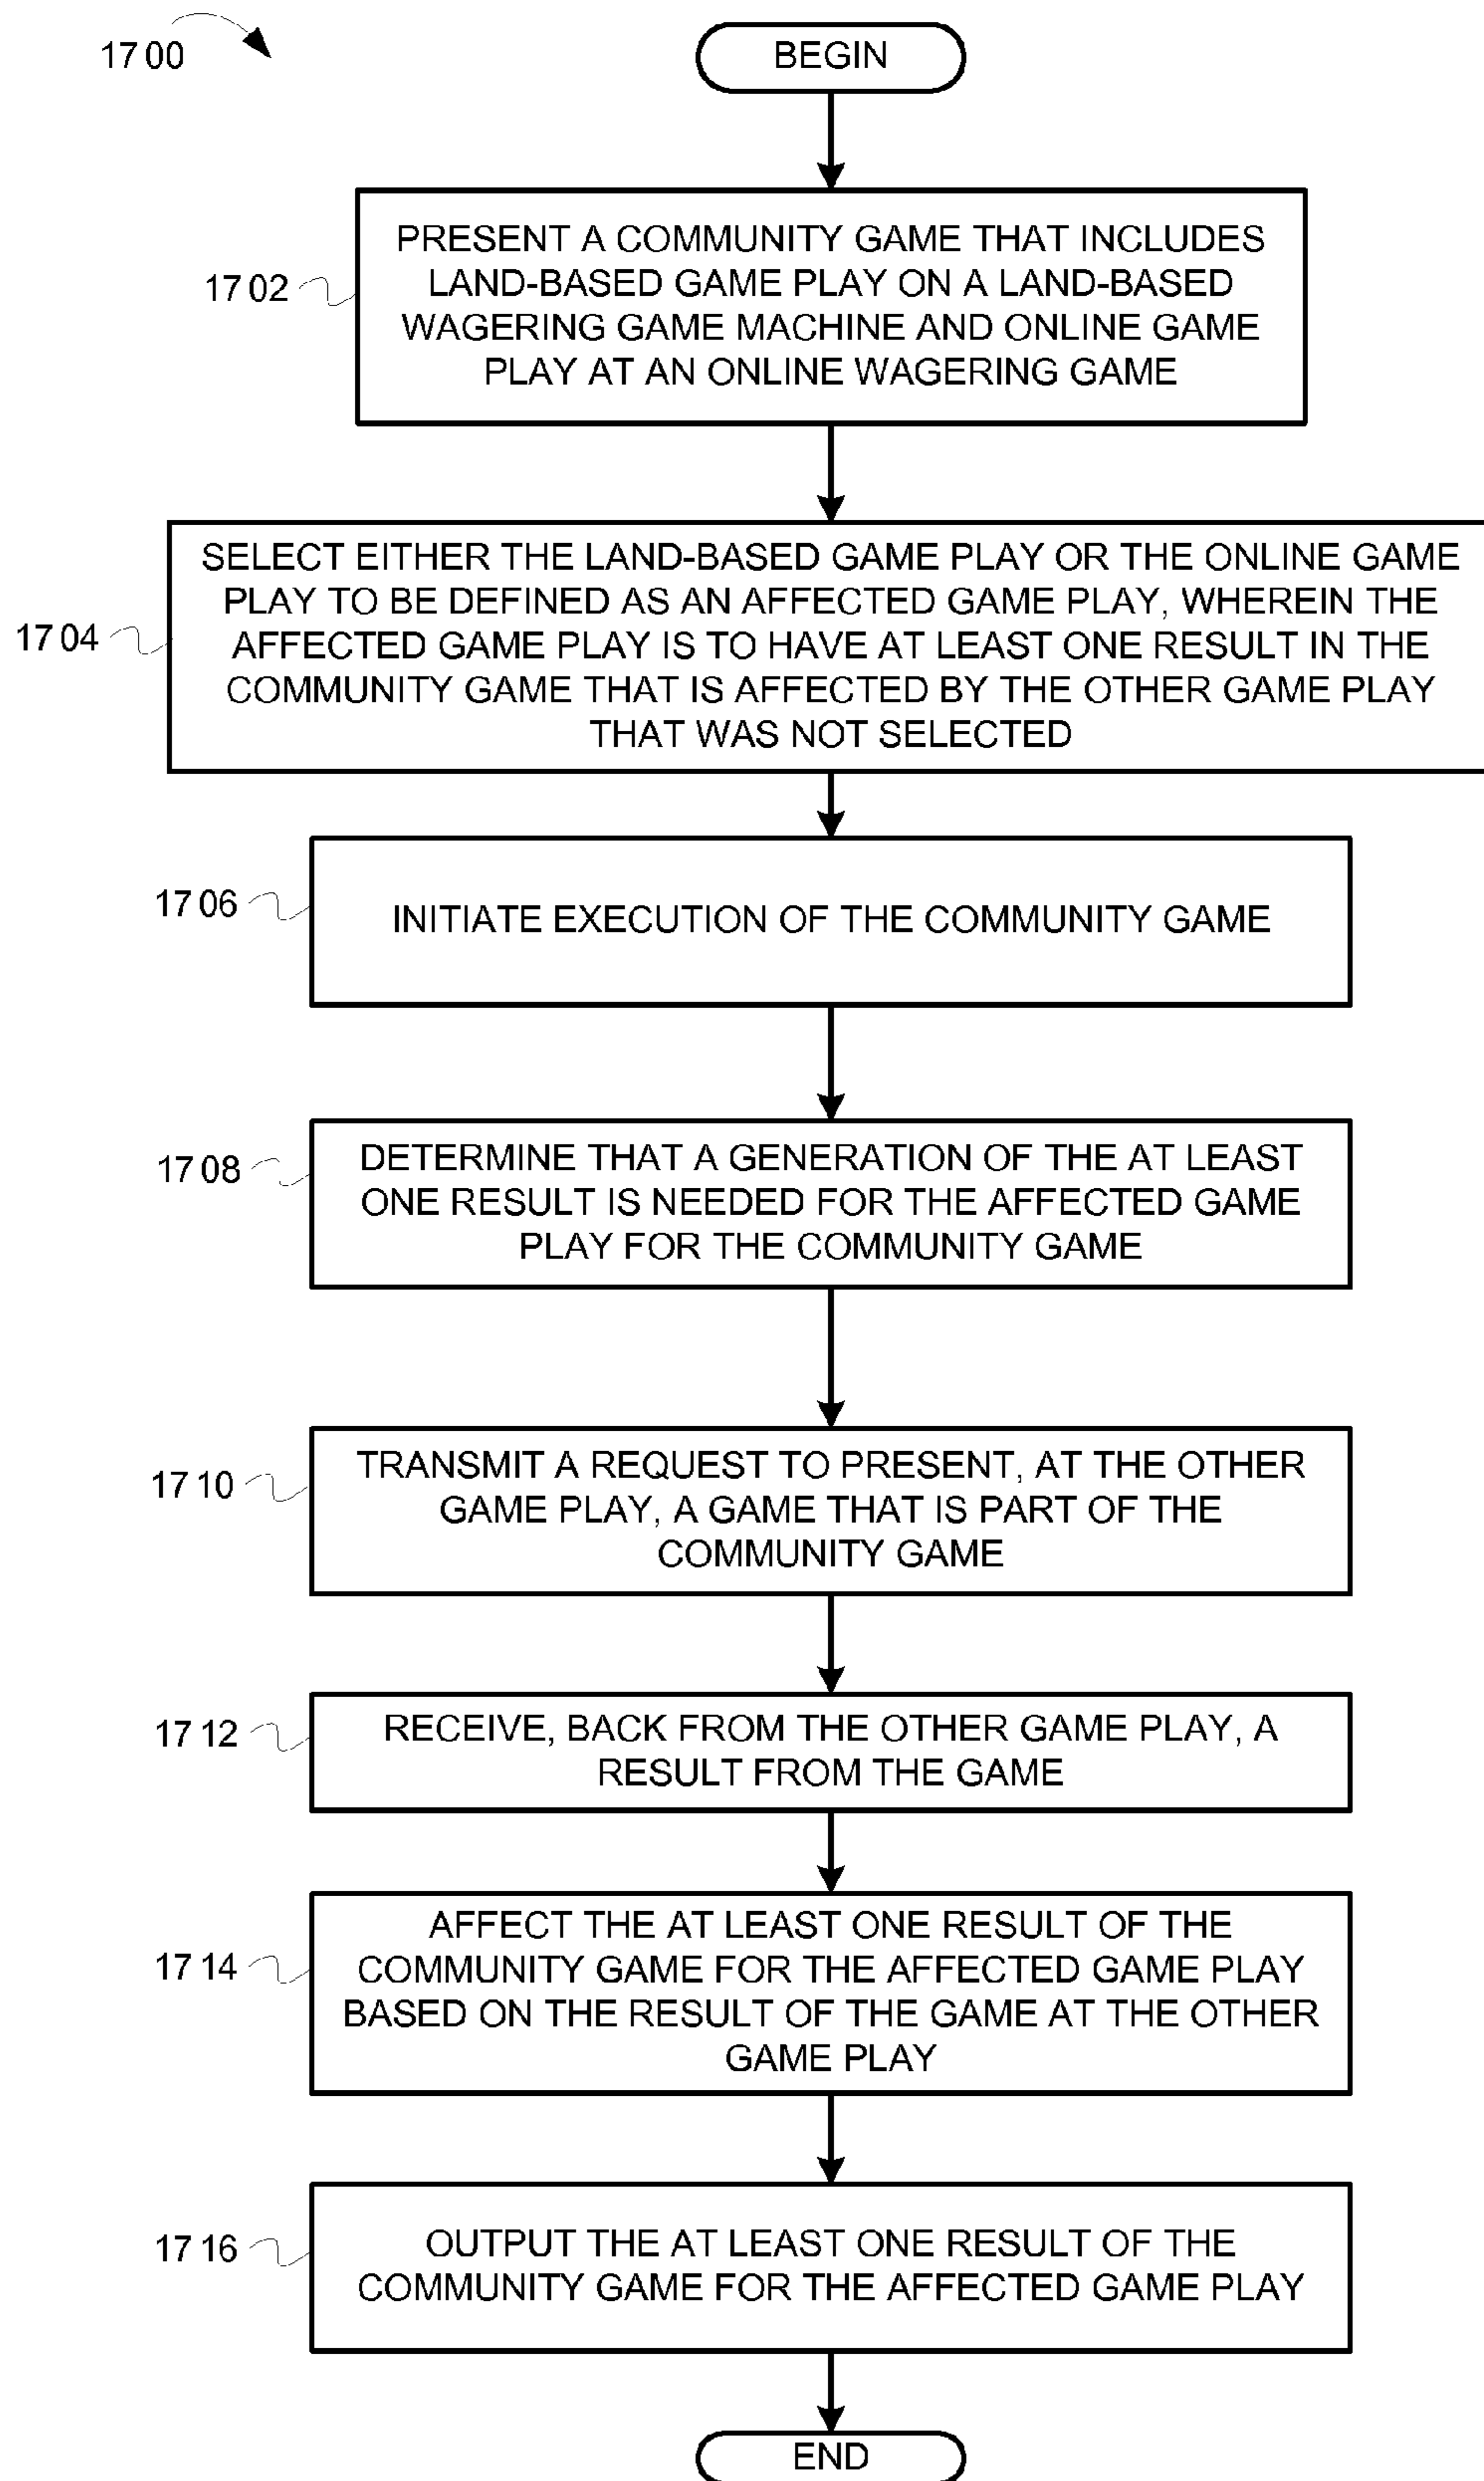 1700
BEGIN
1702
PRESENT A COMMUNITY GAME THAT INCLUDES
LAND-BASED GAME PLAY ON A LAND-BASED
WAGERING GAME MACHINE AND ONLINE GAME
PLAY AT AN ONLINE WAGERING GAME
1704
SELECT EITHER THE LAND-BASED GAME PLAY OR THE ONLINE GAME
PLAY TO BE DEFINED AS AN AFFECTED GAME PLAY, WHEREIN THE
AFFECTED GAME PLAY IS TO HAVE AT LEAST ONE RESULT IN THE
COMMUNITY GAME THAT IS AFFECTED BY THE OTHER GAME PLAY
THAT WAS NOT SELECTED
1706
INITIATE EXECUTION OF THE COMMUNITY GAME
1708
DETERMINE THAT A GENERATION OF THE AT LEAST
ONE RESULT IS NEEDED FOR THE AFFECTED GAME
PLAY FOR THE COMMUNITY GAME
1710
TRANSMIT A REQUEST TO PRESENT, AT THE OTHER
GAME PLAY, A GAME THAT IS PART OF THE
COMMUNITY GAME
1712
RECEIVE, BACK FROM THE OTHER GAME PLAY, A
RESULT FROM THE GAME
1714
AFFECT THE AT LEAST ONE RESULT OF THE
COMMUNITY GAME FOR THE AFFECTED GAME PLAY
BASED ON THE RESULT OF THE GAME AT THE OTHER
GAME PLAY
1716
OUTPUT THE AT LEAST ONE RESULT OF THE
COMMUNITY GAME FOR THE AFFECTED GAME PLAY
END